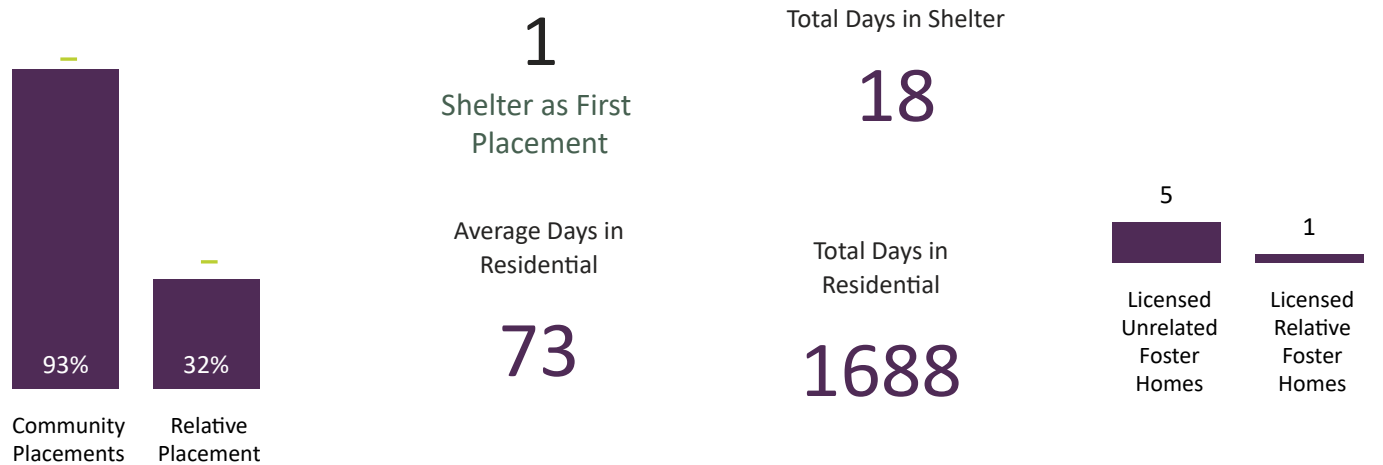 93%
32%
Community
Placements
Relative
Placement
1
Shelter as First
Placement
Average Days in
Residential
73
Total Days in Shelter
18
Total Days in
Residential
1688
5
1
Licensed
Unrelated
Foster
Homes
Licensed
Relative
Foster
Homes